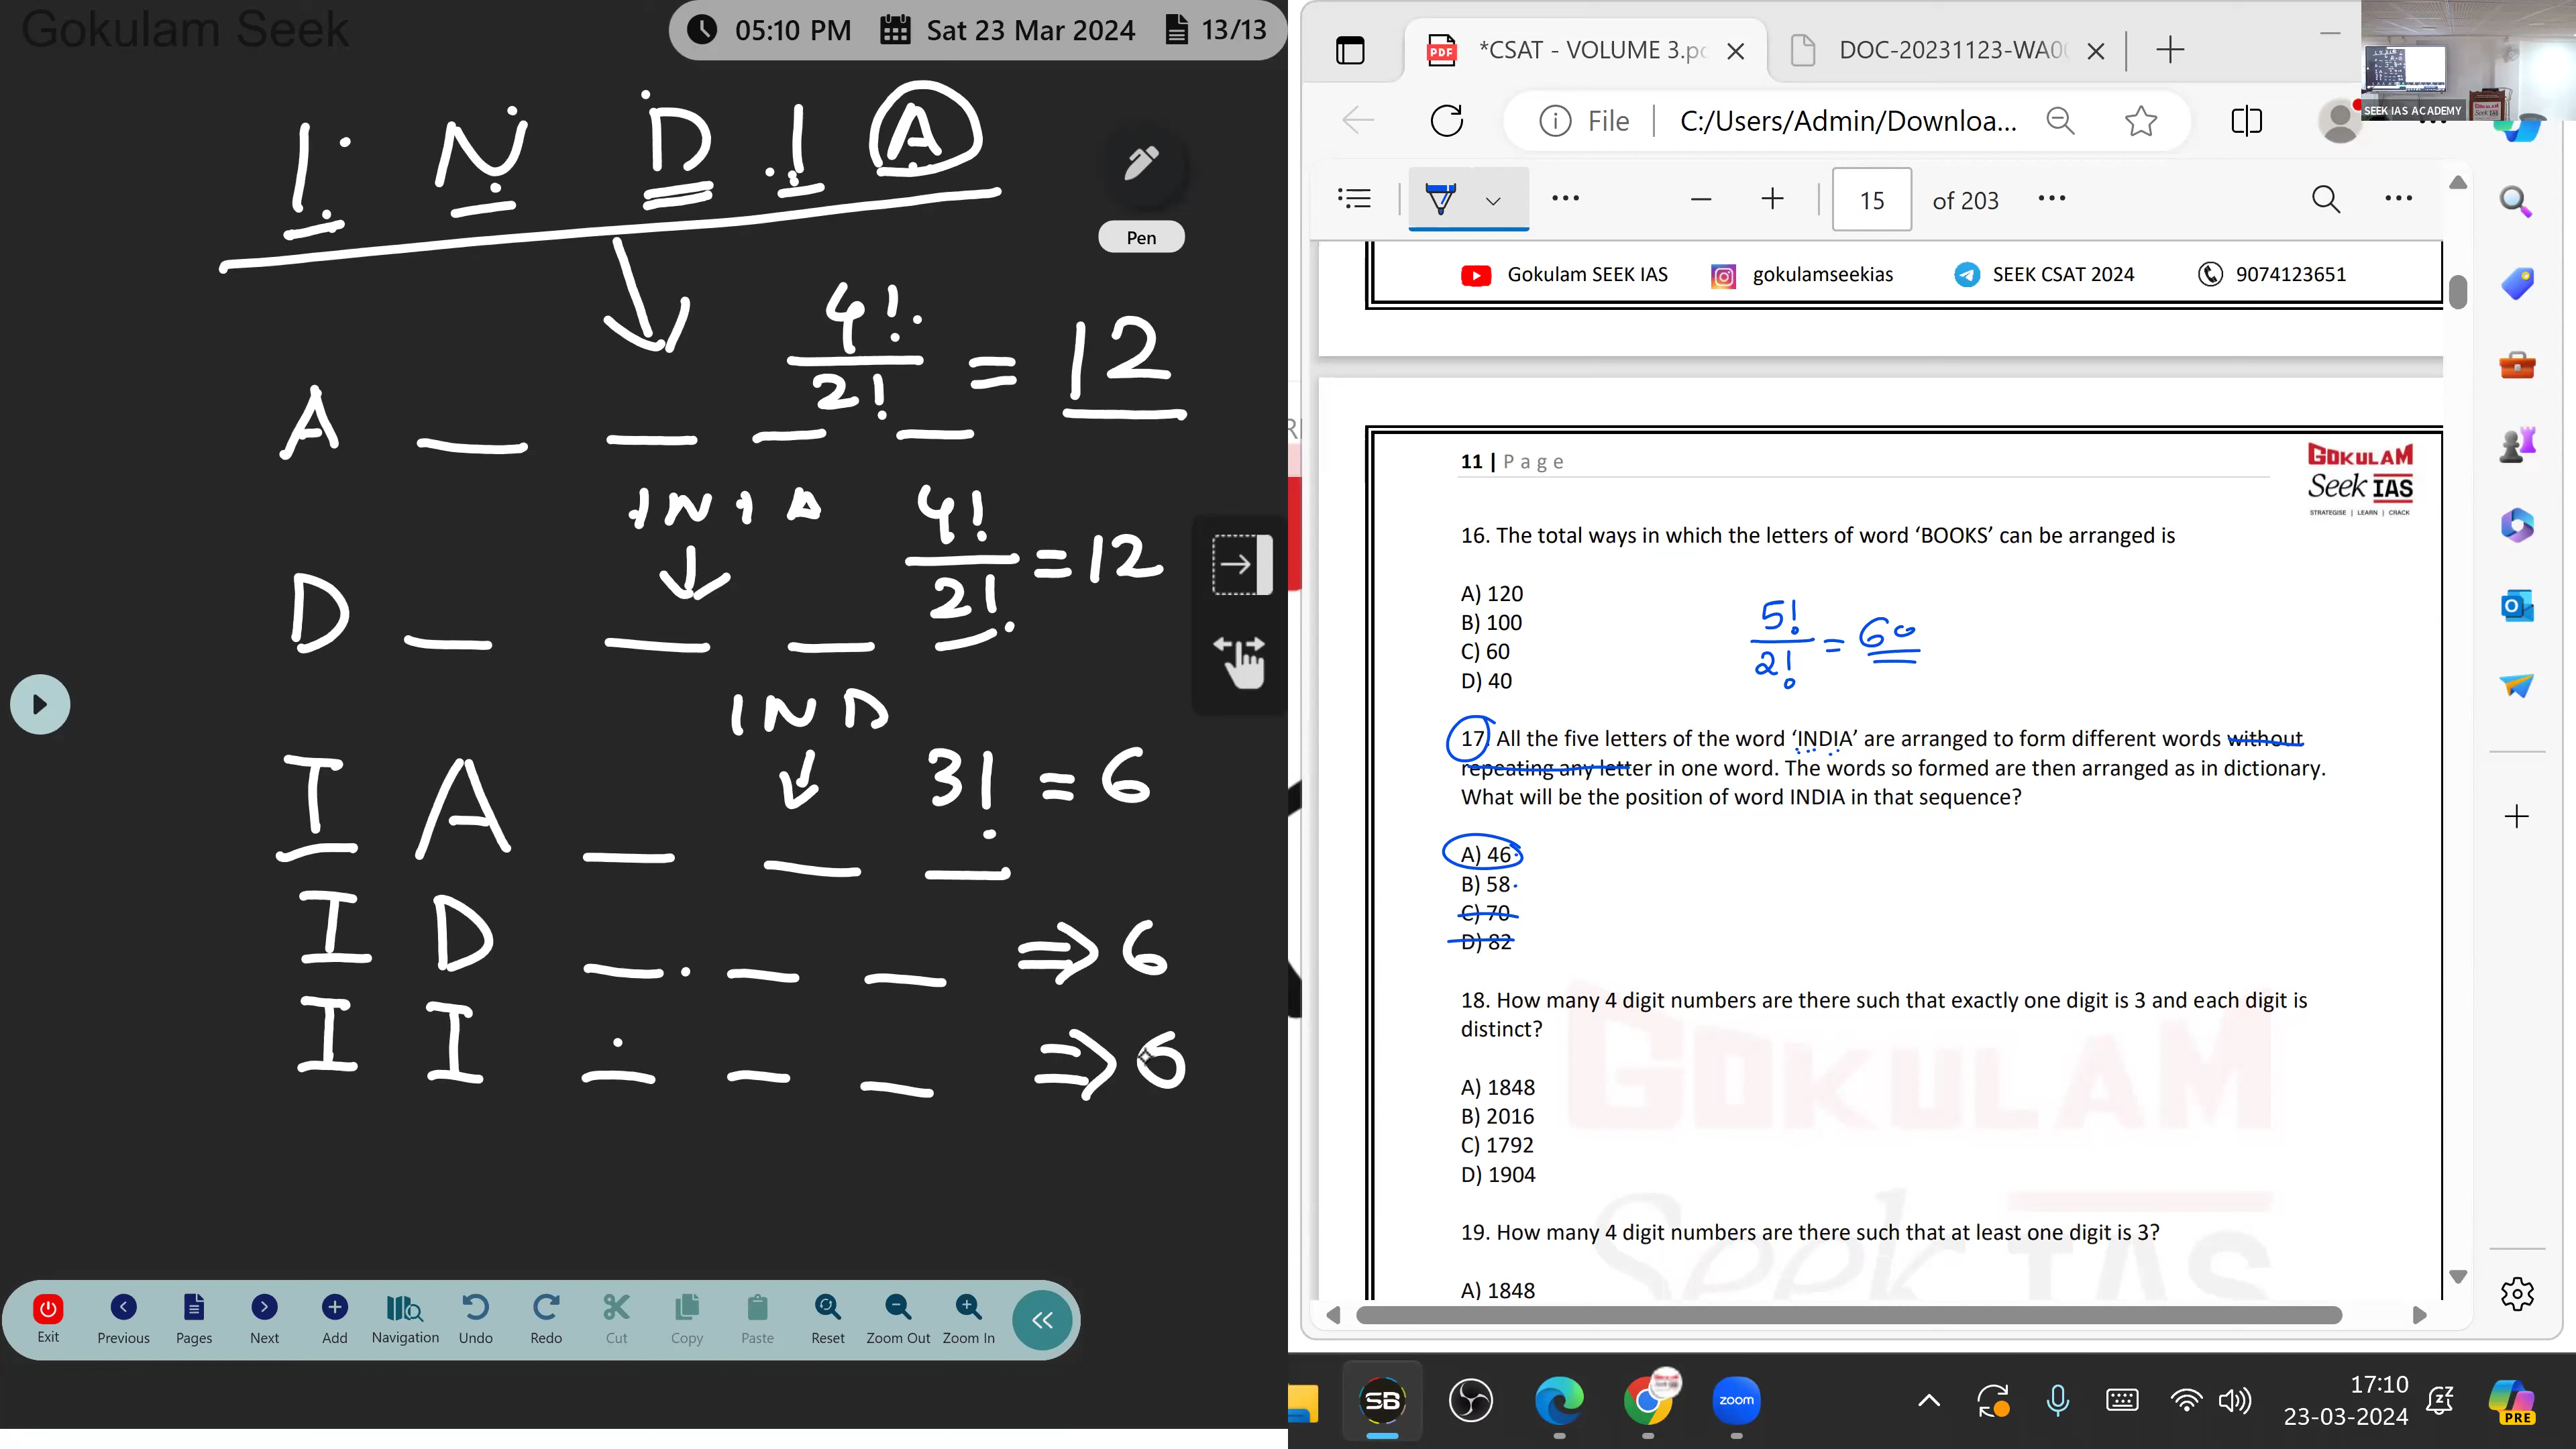 Gokulam Seek
05:10 PM Sat 23 Mar 2024 13/13
I N D I A
Pen
4!
2! = 12
A _ _ _ _
I N I A 4!
2! = 12
D _ _ _ _
I N D
3! = 6
I A _ _ _
I D _ _ _ ⇒ 6
I I _ _ _ ⇒ 6
Exit Previous Pages Next Add Navigation Undo Redo Cut Copy Paste Reset Zoom Out Zoom In
*CSAT - VOLUME 3.pc DOC-20231123-WA00
SEEK IAS ACADEMY
File C:/Users/Admin/Downloa...
15 of 203
Gokulam SEEK IAS gokulamseekias SEEK CSAT 2024 9074123651
11 | Page
GOKULAM
Seek IAS
STRATEGISE | LEARN | CRACK
16. The total ways in which the letters of word ‘BOOKS’ can be arranged is
A) 120
B) 100
C) 60
D) 40
5!
2! = 60
17. All the five letters of the word ‘INDIA’ are arranged to form different words without
repeating any letter in one word. The words so formed are then arranged as in dictionary.
What will be the position of word INDIA in that sequence?
A) 46
B) 58
C) 70
D) 82
18. How many 4 digit numbers are there such that exactly one digit is 3 and each digit is
distinct?
A) 1848
B) 2016
C) 1792
D) 1904
19. How many 4 digit numbers are there such that at least one digit is 3?
A) 1848
GOKULAM
Seek IAS
SB zoom
17:10
23-03-2024
PRE